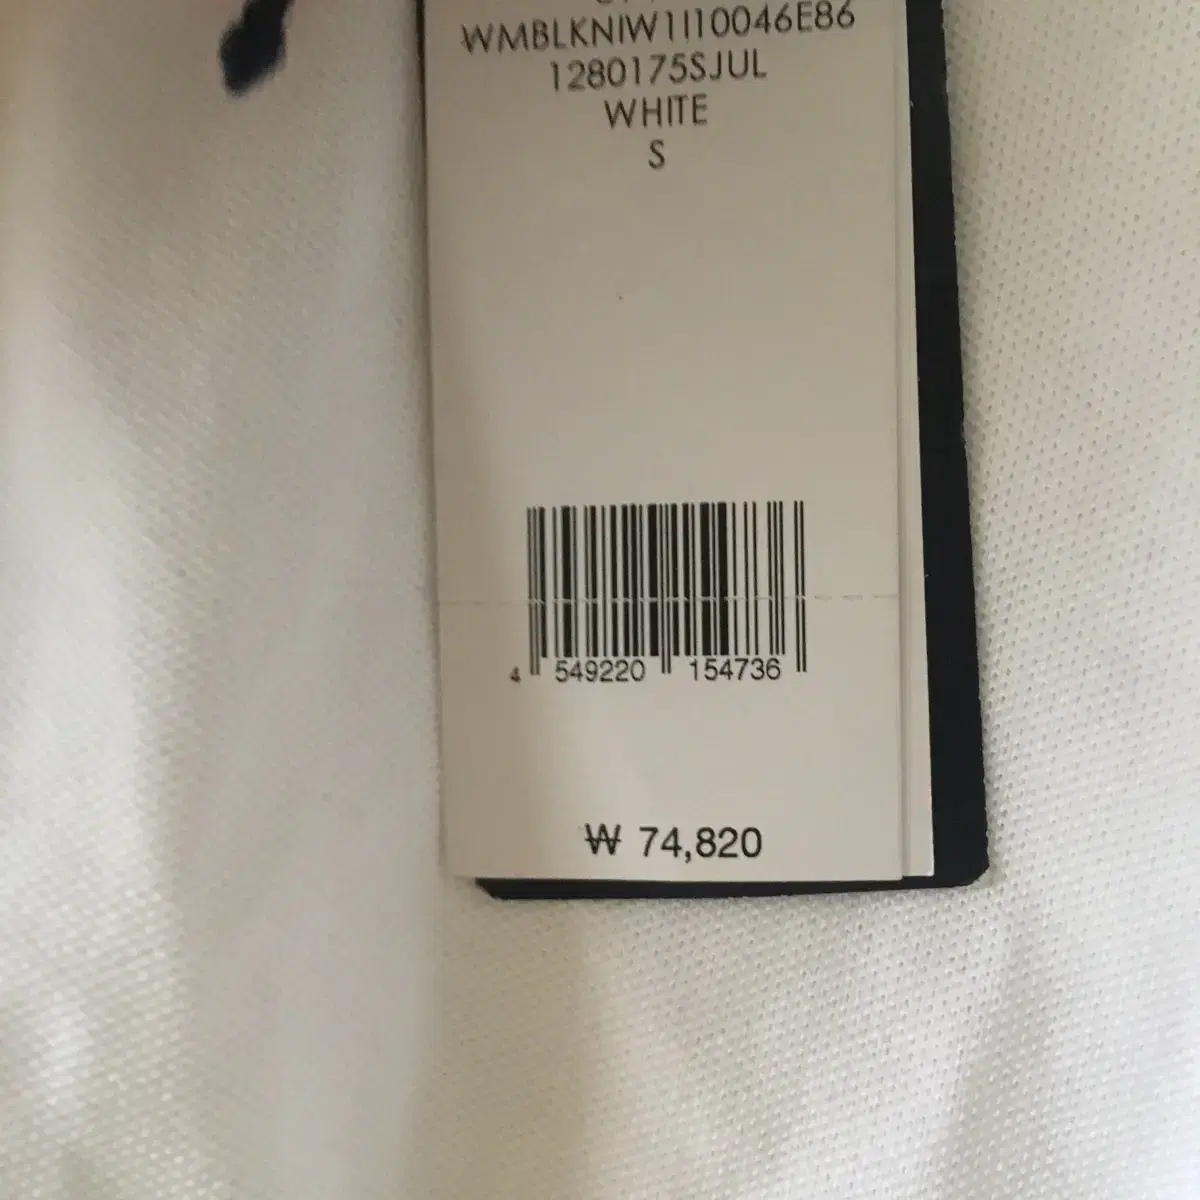 WMBLKNIW1I10046E86
1280175SJUL
WHITE
S
4 549220 154736
₩ 74,820